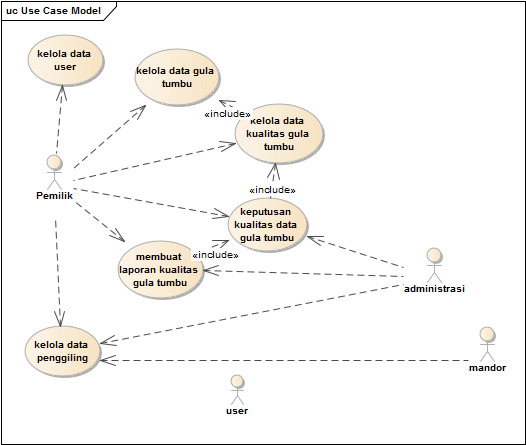 uc Use Case Model
kelola data
user
kelola data gula
tumbu
«include»
kelola data
kualitas gula
tumbu
Pemilik
«include»
keputusan
kualitas data
gula tumbu
«include»
membuat
laporan kualitas
gula tumbu
administrasi
kelola data
penggiling
mandor
user